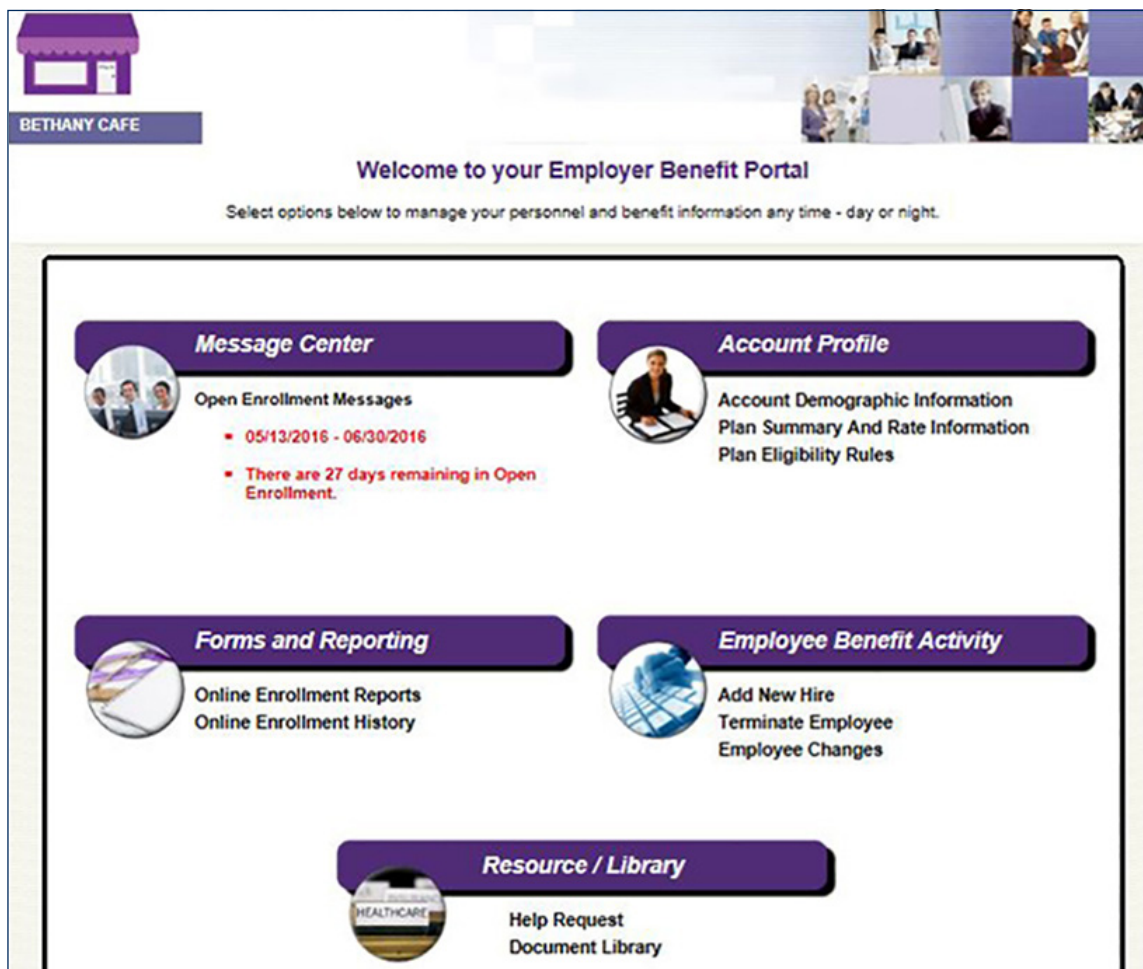 BETHANY CAFE
Welcome to your Employer Benefit Portal
Select options below to manage your personnel and benefit information any time - day or night.
Message Center
Open Enrollment Messages
05/13/2016 - 06/30/2016
There are 27 days remaining in Open
Enrollment.
Account Profile
Account Demographic Information
Plan Summary And Rate Information
Plan Eligibility Rules
Forms and Reporting
Online Enrollment Reports
Online Enrollment History
Employee Benefit Activity
Add New Hire
Terminate Employee
Employee Changes
Resource / Library
HEALTHCARE
Help Request
Document Library